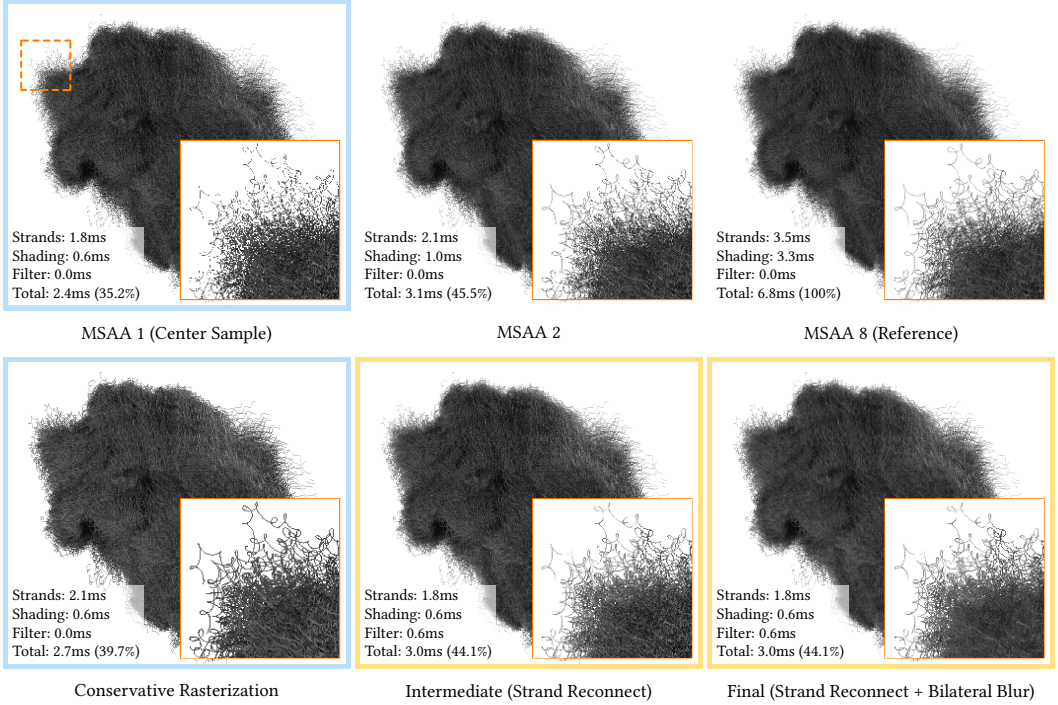 Strands: 1.8ms
Shading: 0.6ms
Filter: 0.0ms
Total: 2.4ms (35.2%)
MSAA 1 (Center Sample)
Strands: 2.1ms
Shading: 1.0ms
Filter: 0.0ms
Total: 3.1ms (45.5%)
MSAA 2
Strands: 3.5ms
Shading: 3.3ms
Filter: 0.0ms
Total: 6.8ms (100%)
MSAA 8 (Reference)
Strands: 2.1ms
Shading: 0.6ms
Filter: 0.0ms
Total: 2.7ms (39.7%)
Conservative Rasterization
Strands: 1.8ms
Shading: 0.6ms
Filter: 0.6ms
Total: 3.0ms (44.1%)
Intermediate (Strand Reconnect)
Strands: 1.8ms
Shading: 0.6ms
Filter: 0.6ms
Total: 3.0ms (44.1%)
Final (Strand Reconnect + Bilateral Blur)